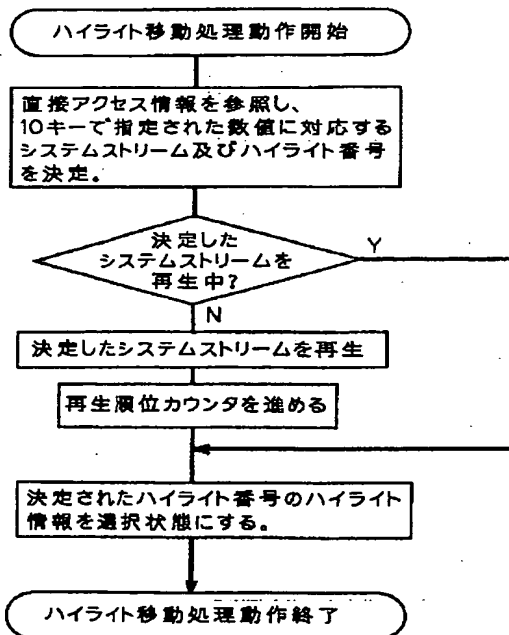 ハイライト移動処理動作開始
直接アクセス情報を参照し、
10キーで指定された数値に対応する
システムストリーム及びハイライト番号
を決定。
決定した
システムストリームを
再生中?
Y
N
決定したシステムストリームを再生
再生順位カウンタを進める
決定されたハイライト番号のハイライト
情報を選択状態にする。
ハイライト移動処理動作終了